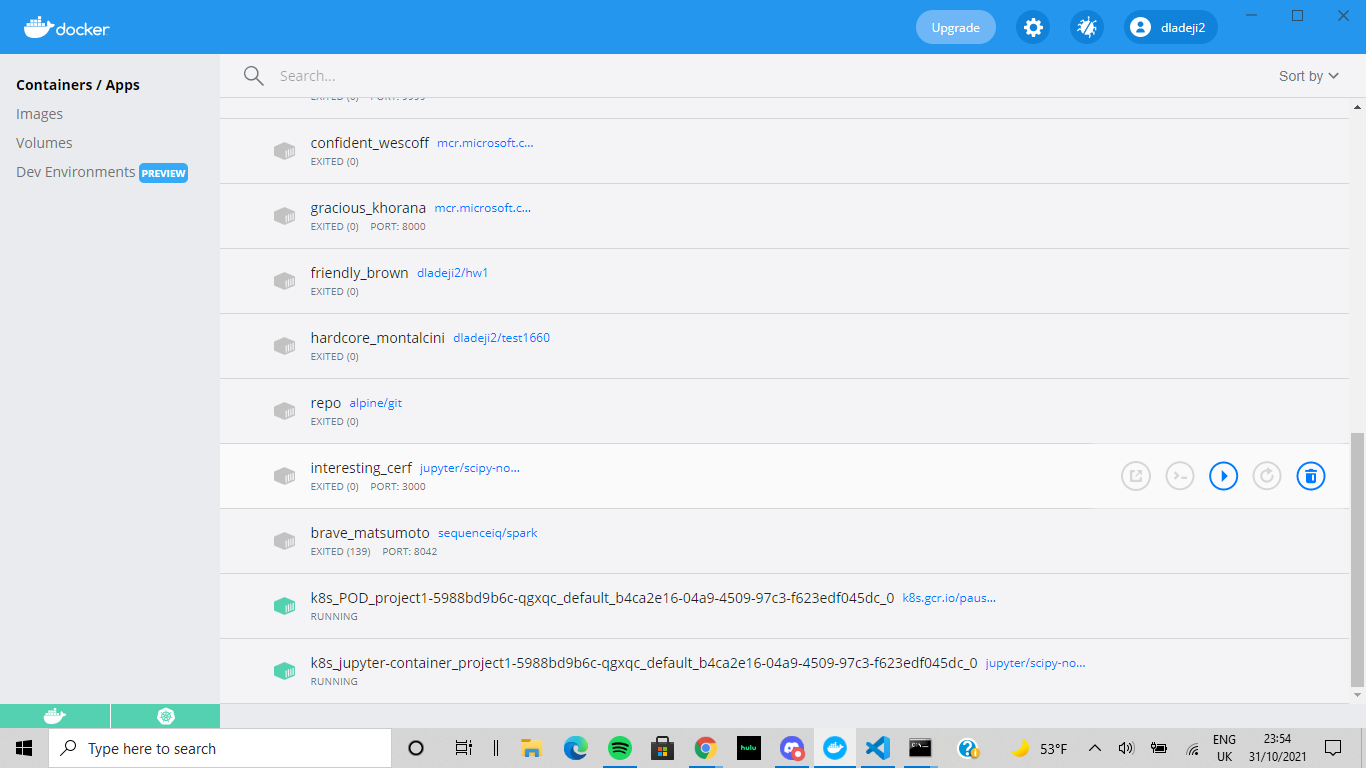 docker
Upgrade
dladeji2
Containers / Apps
Images
Volumes
Dev Environments PREVIEW
Search...
Sort by
EXITED (0) PORT: 9999
confident_wescoff mcr.microsoft.c...
EXITED (0)
gracious_khorana mcr.microsoft.c...
EXITED (0) PORT: 8000
friendly_brown dladeji2/hw1
EXITED (0)
hardcore_montalcini dladeji2/test1660
EXITED (0)
repo alpine/git
EXITED (0)
interesting_cerf jupyter/scipy-no...
EXITED (0) PORT: 3000
brave_matsumoto sequenceiq/spark
EXITED (139) PORT: 8042
k8s_POD_project1-5988bd9b6c-qgxqc_default_b4ca2e16-04a9-4509-97c3-f623edf045dc_0 k8s.gcr.io/paus...
RUNNING
k8s_jupyter-container_project1-5988bd9b6c-qgxqc_default_b4ca2e16-04a9-4509-97c3-f623edf045dc_0 jupyter/scipy-no...
RUNNING
Type here to search
hulu
53°F
ENG
UK
23:54
31/10/2021